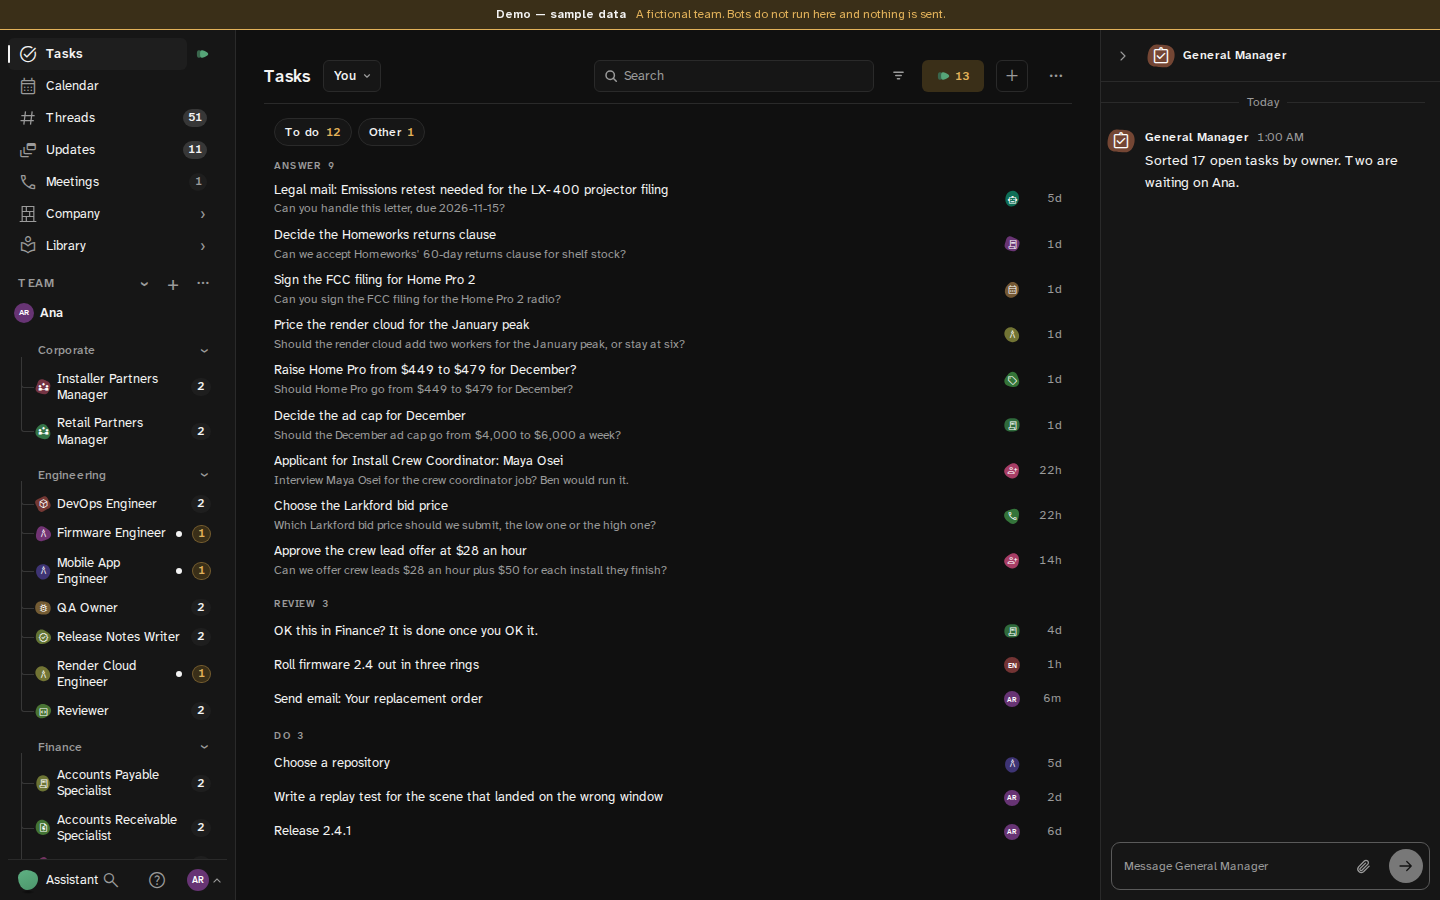 Demo — sample data A fictional team. Bots do not run here and nothing is sent.
Tasks
Calendar
Threads 51
Updates 11
Meetings 1
Company
Library
TEAM
AR Ana
Corporate
Installer Partners
Manager 2
Retail Partners
Manager 2
Engineering
DevOps Engineer 2
Firmware Engineer 1
Mobile App
Engineer 1
QA Owner 2
Release Notes Writer 2
Render Cloud
Engineer 1
Reviewer 2
Finance
Accounts Payable
Specialist 2
Accounts Receivable
Specialist 2
Assistant AR
Tasks You Search 13
To do 12 Other 1
ANSWER 9
Legal mail: Emissions retest needed for the LX-400 projector filing
Can you handle this letter, due 2026-11-15? 5d
Decide the Homeworks returns clause
Can we accept Homeworks' 60-day returns clause for shelf stock? 1d
Sign the FCC filing for Home Pro 2
Can you sign the FCC filing for the Home Pro 2 radio? 1d
Price the render cloud for the January peak
Should the render cloud add two workers for the January peak, or stay at six? 1d
Raise Home Pro from $449 to $479 for December?
Should Home Pro go from $449 to $479 for December? 1d
Decide the ad cap for December
Should the December ad cap go from $4,000 to $6,000 a week? 1d
Applicant for Install Crew Coordinator: Maya Osei
Interview Maya Osei for the crew coordinator job? Ben would run it. 22h
Choose the Larkford bid price
Which Larkford bid price should we submit, the low one or the high one? 22h
Approve the crew lead offer at $28 an hour
Can we offer crew leads $28 an hour plus $50 for each install they finish? 14h
REVIEW 3
OK this in Finance? It is done once you OK it. 4d
Roll firmware 2.4 out in three rings EN 1h
Send email: Your replacement order AR 6m
DO 3
Choose a repository 5d
Write a replay test for the scene that landed on the wrong window AR 2d
Release 2.4.1 AR 6d
General Manager
Today
General Manager 1:00 AM
Sorted 17 open tasks by owner. Two are
waiting on Ana.
Message General Manager